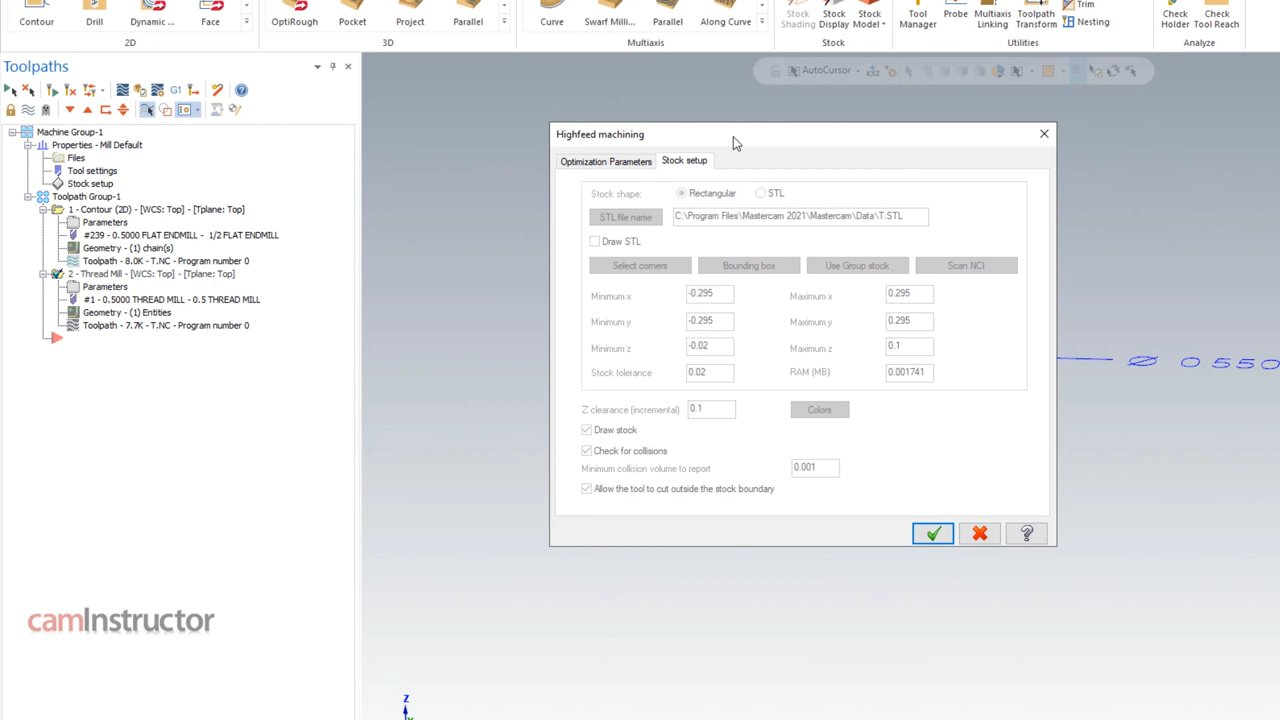 Contour Drill Dynamic ... Face OptiRough Pocket Project Parallel Curve Swarf Milli... Parallel Along Curve Stock Shading Stock Display Stock Model Tool Manager Probe Multiaxis Linking Toolpath Transform Trim Nesting Check Holder Check Tool Reach
2D 3D Multiaxis Stock Utilities Analyze
Toolpaths
AutoCursor
G1
Machine Group-1
Properties - Mill Default
Files
Tool settings
Stock setup
Toolpath Group-1
1 - Contour (2D) - [WCS: Top] - [Tplane: Top]
Parameters
#239 - 0.5000 FLAT ENDMILL - 1/2 FLAT ENDMILL
Geometry - (1) chain(s)
Toolpath - 8.0K - T.NC - Program number 0
2 - Thread Mill - [WCS: Top] - [Tplane: Top]
Parameters
#1 - 0.5000 THREAD MILL - 0.5 THREAD MILL
Geometry - (1) Entities
Toolpath - 7.7K - T.NC - Program number 0
Highfeed machining
Optimization Parameters Stock setup
Stock shape: Rectangular STL
STL file name C:\Program Files\Mastercam 2021\Mastercam\Data\T.STL
Draw STL
Select corners Bounding box Use Group stock Scan NCI
Minimum x -0.295 Maximum x 0.295
Minimum y -0.295 Maximum y 0.295
Minimum z -0.02 Maximum z 0.1
Stock tolerance 0.02 RAM (MB) 0.001741
Z clearance (incremental) 0.1 Colors
Draw stock
Check for collisions
Minimum collision volume to report 0.001
Allow the tool to cut outside the stock boundary
Ø 0.550
camInstructor
Z